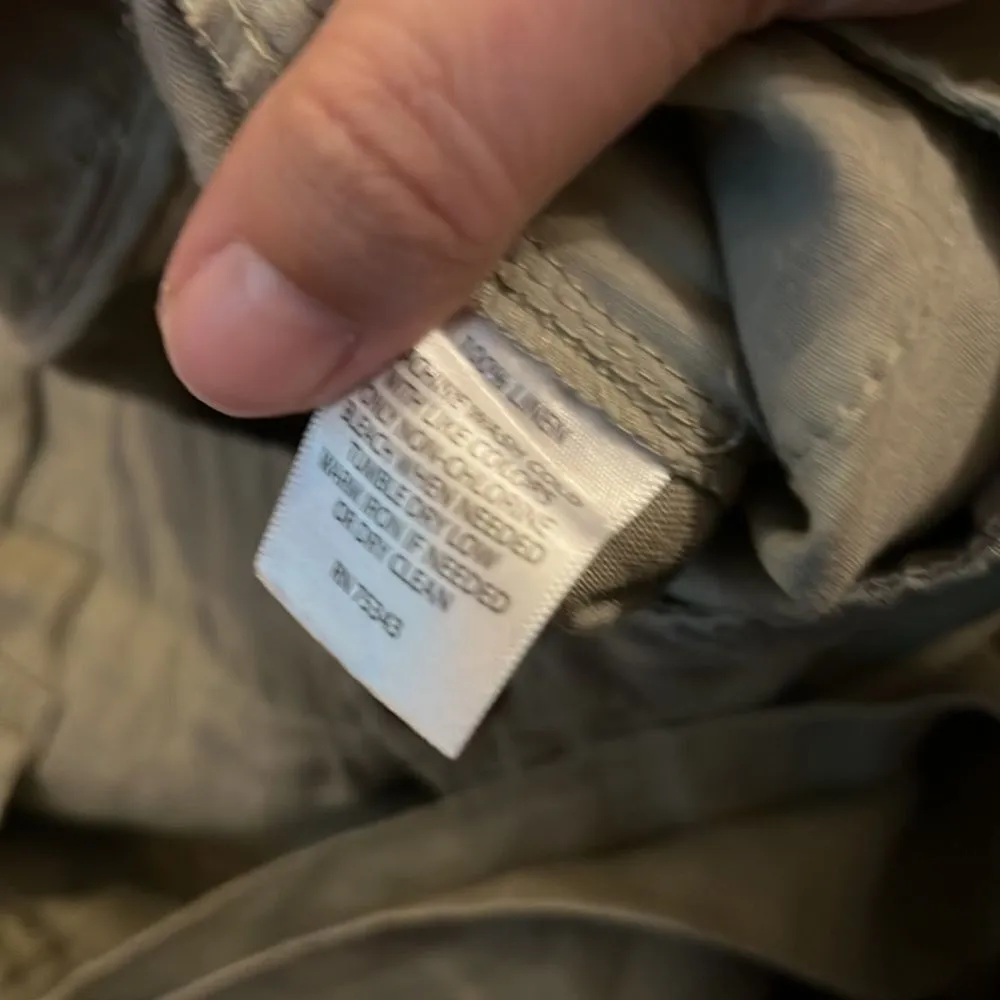 100% LINEN
MACHINE WASH COLD
WITH LIKE COLORS
ONLY NON-CHLORINE
BLEACH WHEN NEEDED
TUMBLE DRY LOW
WARM IRON IF NEEDED
OR DRY CLEAN
RN 75343